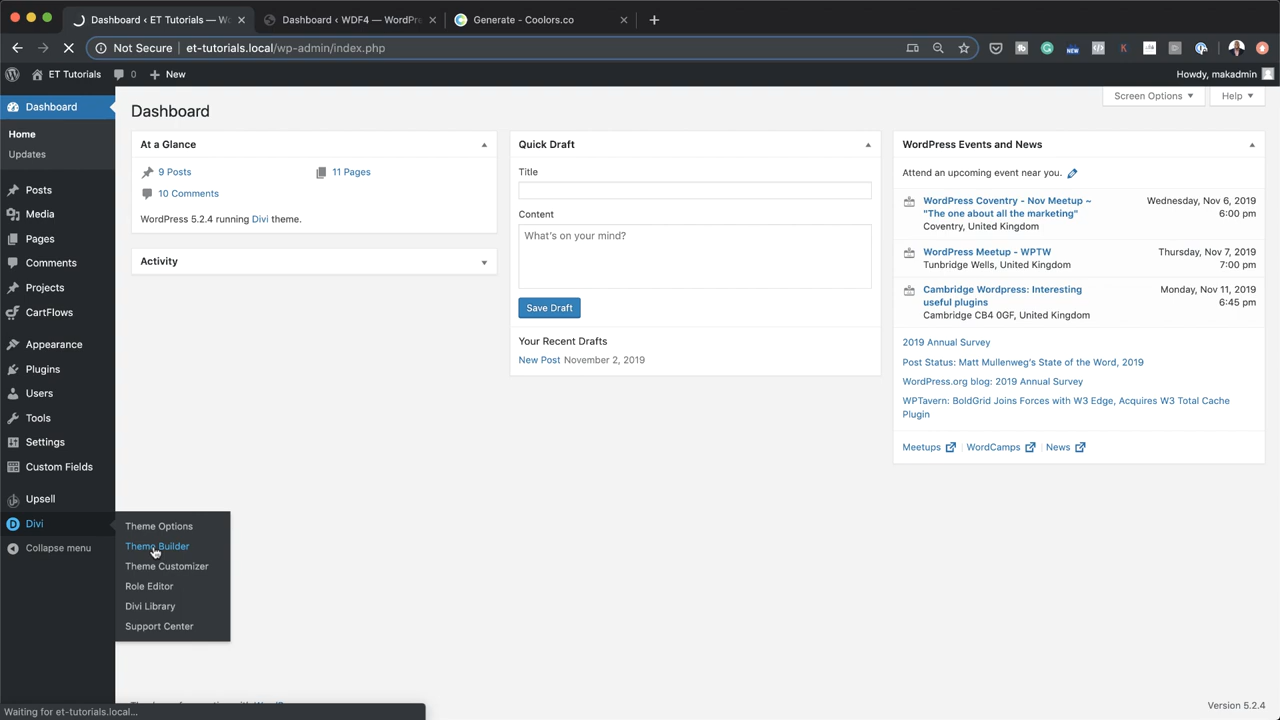 Dashboard ‹ ET Tutorials — Wo
Dashboard ‹ WDF4 — WordPre
Generate - Coolors.co
Not Secure | et-tutorials.local/wp-admin/index.php
ET Tutorials 0 New
Howdy, makadmin
Dashboard
Home
Updates
Posts
Media
Pages
Comments
Projects
CartFlows
Appearance
Plugins
Users
Tools
Settings
Custom Fields
Upsell
Divi
Collapse menu
Theme Options
Theme Builder
Theme Customizer
Role Editor
Divi Library
Support Center
Screen Options
Help
Dashboard
At a Glance
9 Posts
11 Pages
10 Comments
WordPress 5.2.4 running Divi theme.
Activity
Quick Draft
Title
Content
What's on your mind?
Save Draft
Your Recent Drafts
New Post November 2, 2019
WordPress Events and News
Attend an upcoming event near you.
WordPress Coventry - Nov Meetup ~
"The one about all the marketing"
Coventry, United Kingdom
Wednesday, Nov 6, 2019
6:00 pm
WordPress Meetup - WPTW
Tunbridge Wells, United Kingdom
Thursday, Nov 7, 2019
7:00 pm
Cambridge Wordpress: Interesting
useful plugins
Cambridge CB4 0GF, United Kingdom
Monday, Nov 11, 2019
6:45 pm
2019 Annual Survey
Post Status: Matt Mullenweg's State of the Word, 2019
WordPress.org blog: 2019 Annual Survey
WPTavern: BoldGrid Joins Forces with W3 Edge, Acquires W3 Total Cache
Plugin
Meetups | WordCamps | News
Waiting for et-tutorials.local...
Version 5.2.4